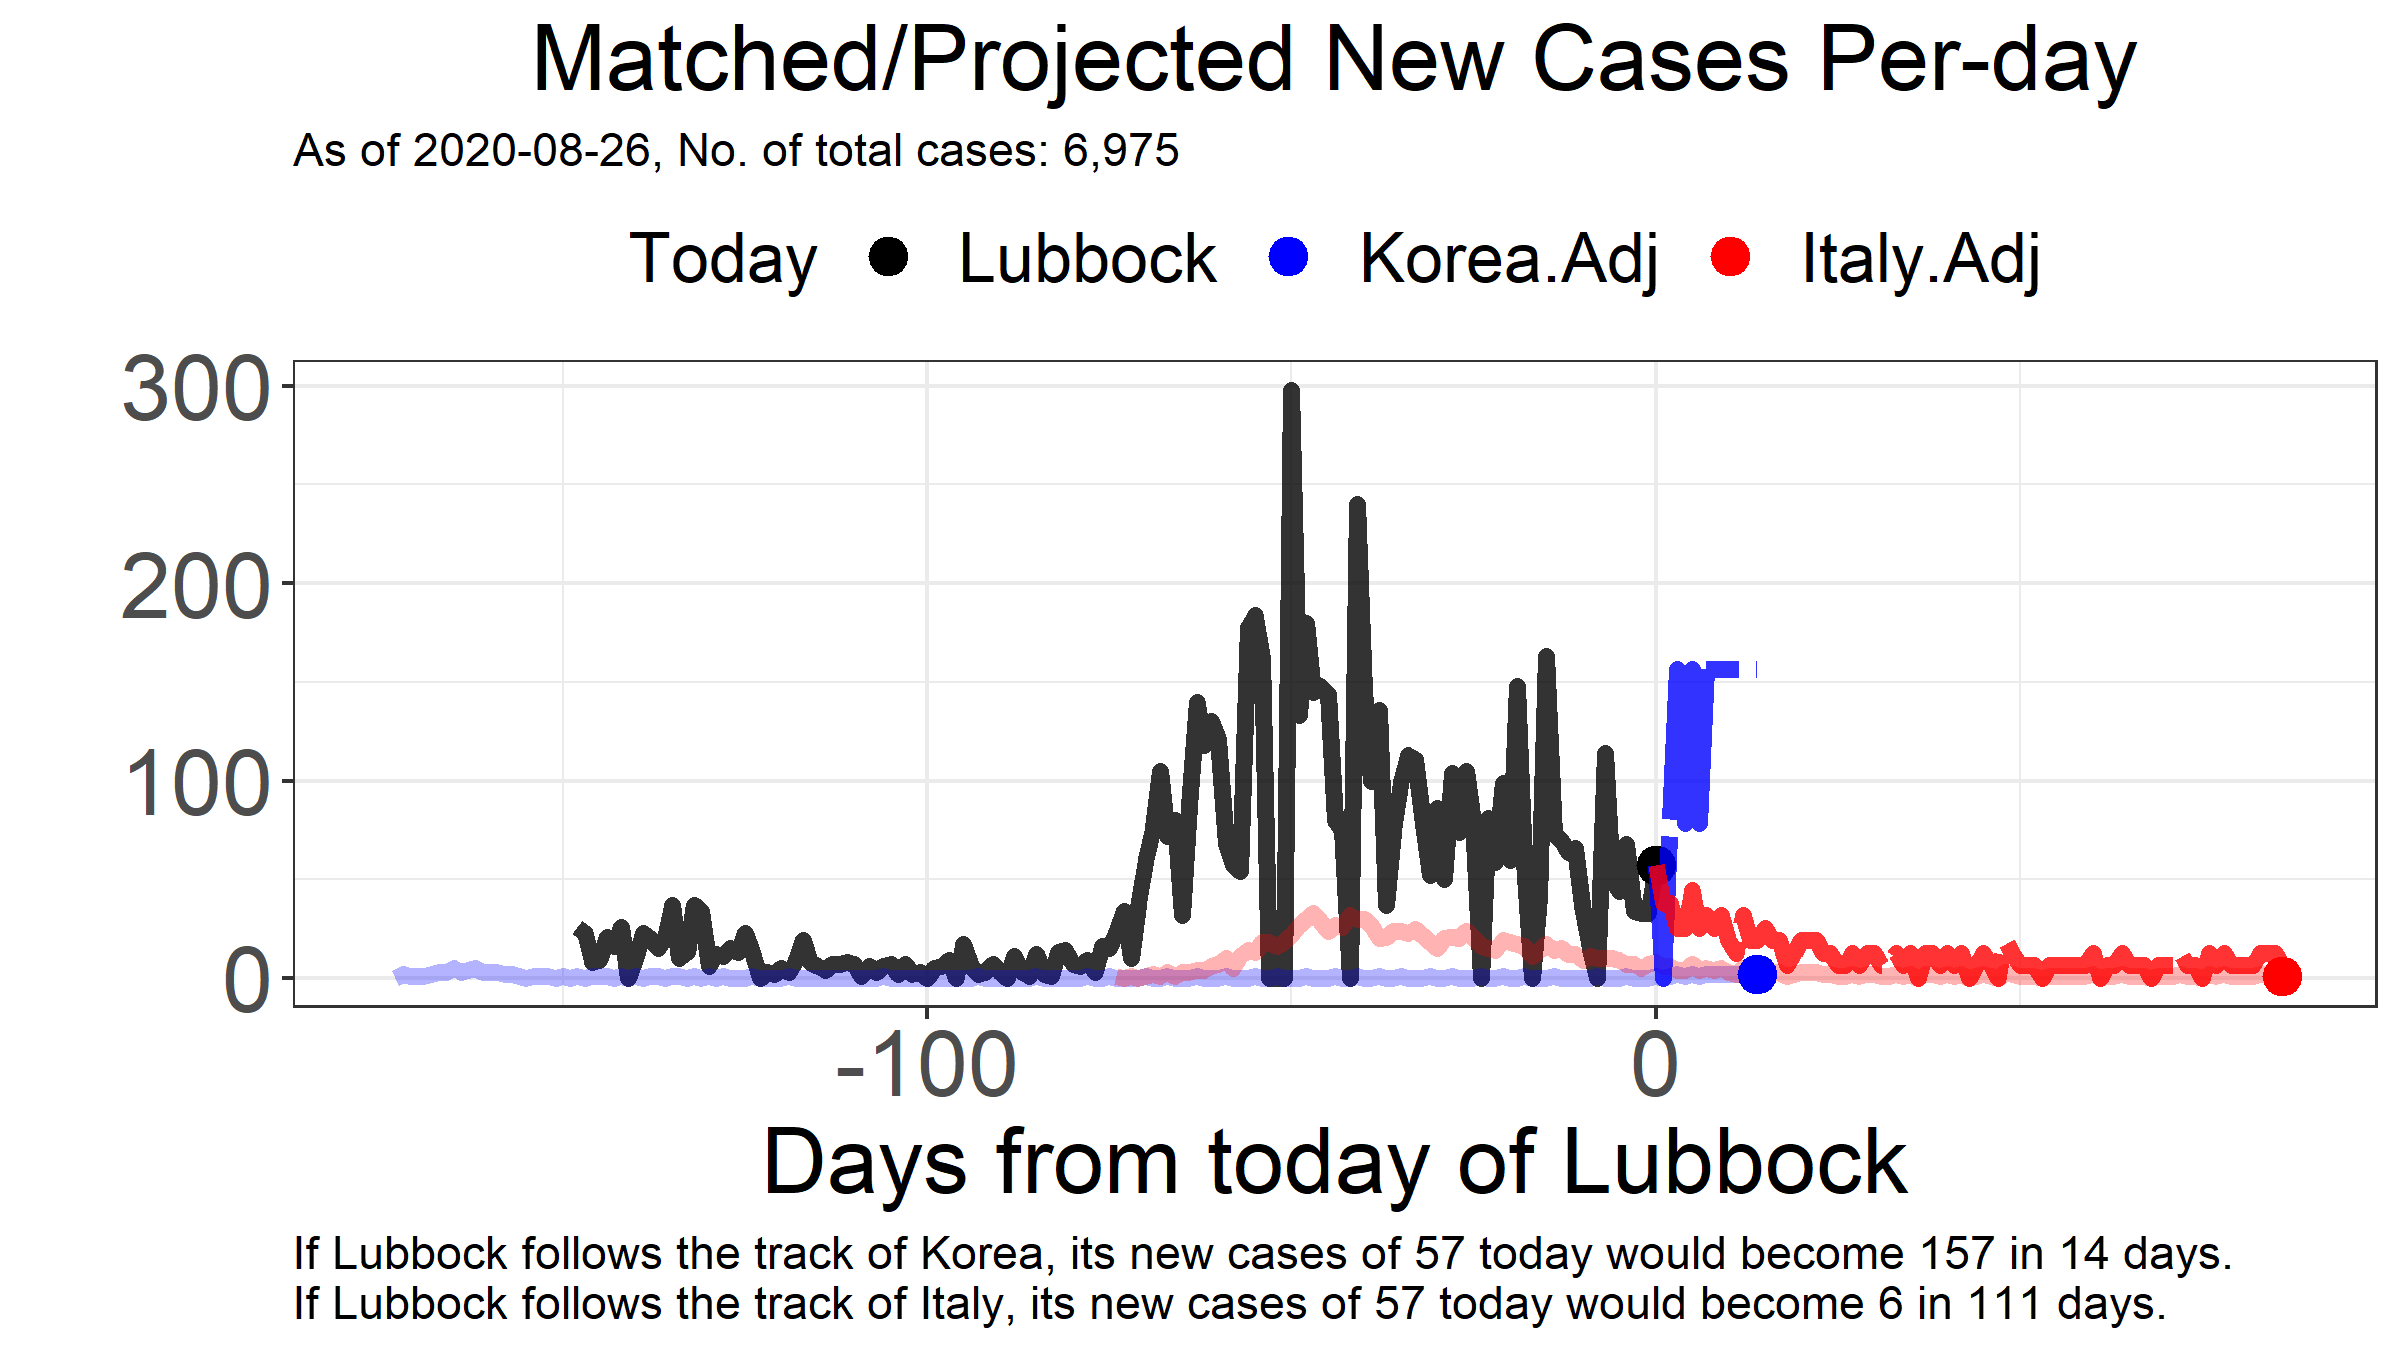 Matched/Projected New Cases Per-day
As of 2020-08-26, No. of total cases: 6,975
Today Lubbock Korea.Adj Italy.Adj
300
200
100
0
-100 0
Days from today of Lubbock
If Lubbock follows the track of Korea, its new cases of 57 today would become 157 in 14 days.
If Lubbock follows the track of Italy, its new cases of 57 today would become 6 in 111 days.